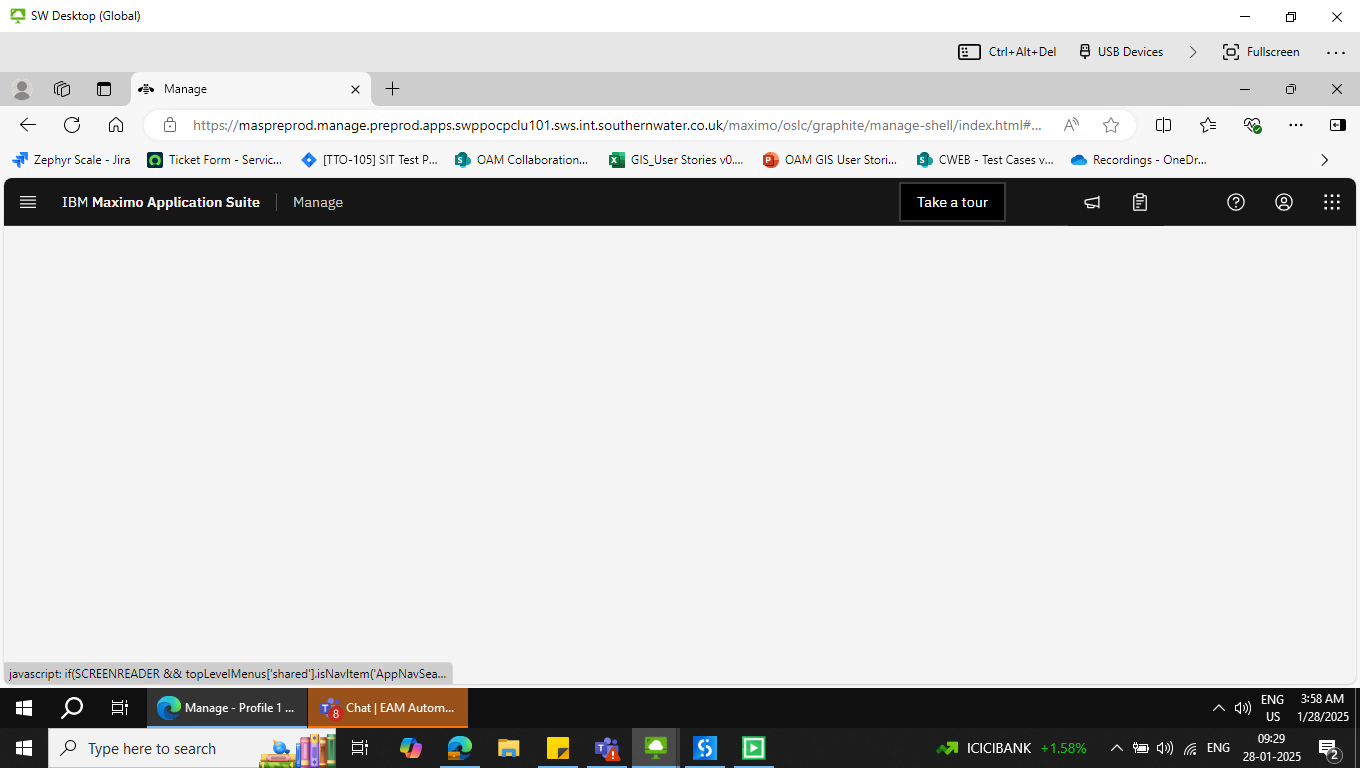 SW Desktop (Global)
Ctrl+Alt+Del USB Devices Fullscreen
Manage
https://maspreprod.manage.preprod.apps.swppocpclu101.sws.int.southernwater.co.uk/maximo/oslc/graphite/manage-shell/index.html#...
Zephyr Scale - Jira Ticket Form - Servic... [TTO-105] SIT Test P... OAM Collaboration... GIS_User Stories v0.... OAM GIS User Stori... CWEB - Test Cases v... Recordings - OneDr...
IBM Maximo Application Suite Manage Take a tour
javascript: if(SCREENREADER && topLevelMenus['shared'].isNavItem('AppNavSea...
Manage - Profile 1 ... 8 Chat | EAM Autom... ENG US 3:58 AM 1/28/2025
Type here to search ICICIBANK +1.58% ENG 09:29 28-01-2025 2